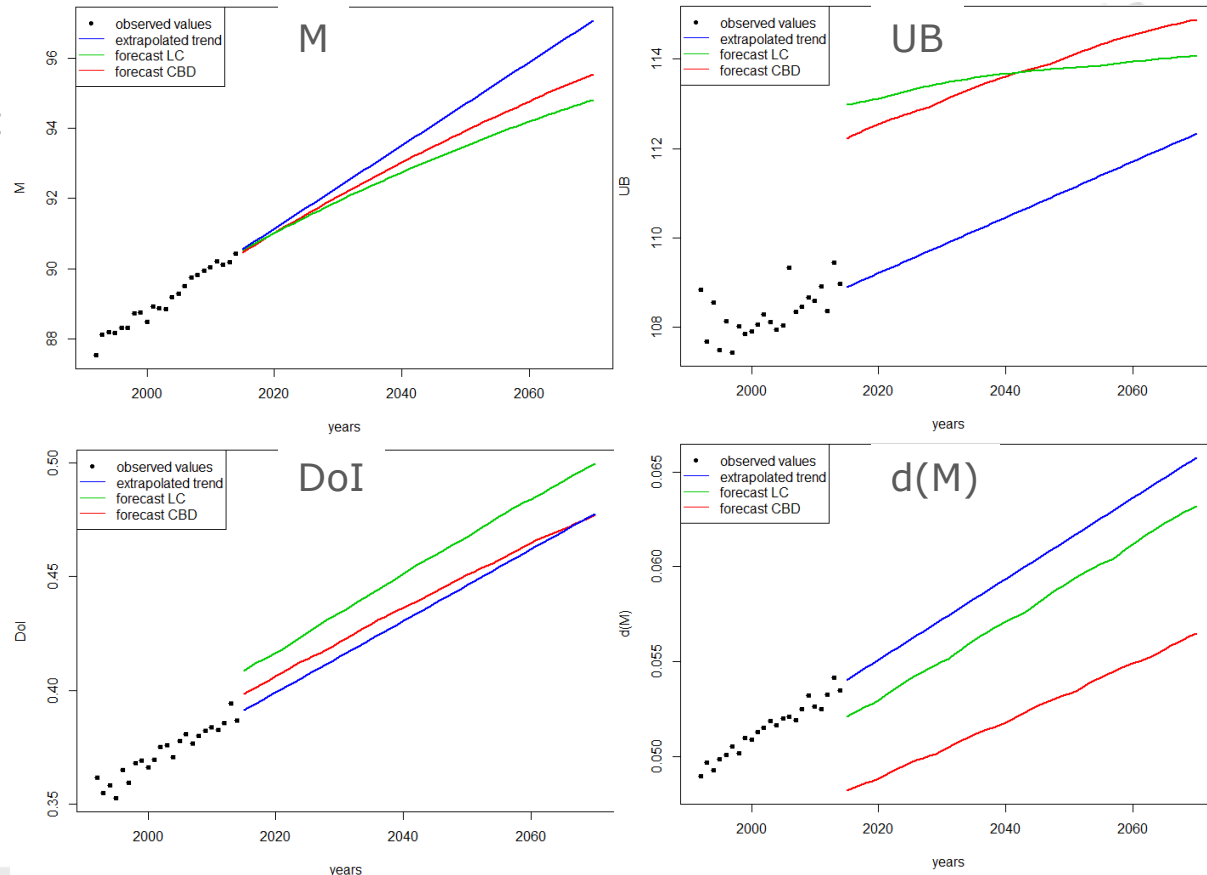 M
observed values
extrapolated trend
forecast LC
forecast CBD
M
96
94
92
90
88
2000
2020
2040
2060
years
UB
observed values
extrapolated trend
forecast LC
forecast CBD
UB
114
112
110
108
2000
2020
2040
2060
years
DoI
observed values
extrapolated trend
forecast LC
forecast CBD
DoI
0.50
0.45
0.40
0.35
2000
2020
2040
2060
years
d(M)
observed values
extrapolated trend
forecast LC
forecast CBD
d(M)
0.065
0.060
0.055
0.050
2000
2020
2040
2060
years